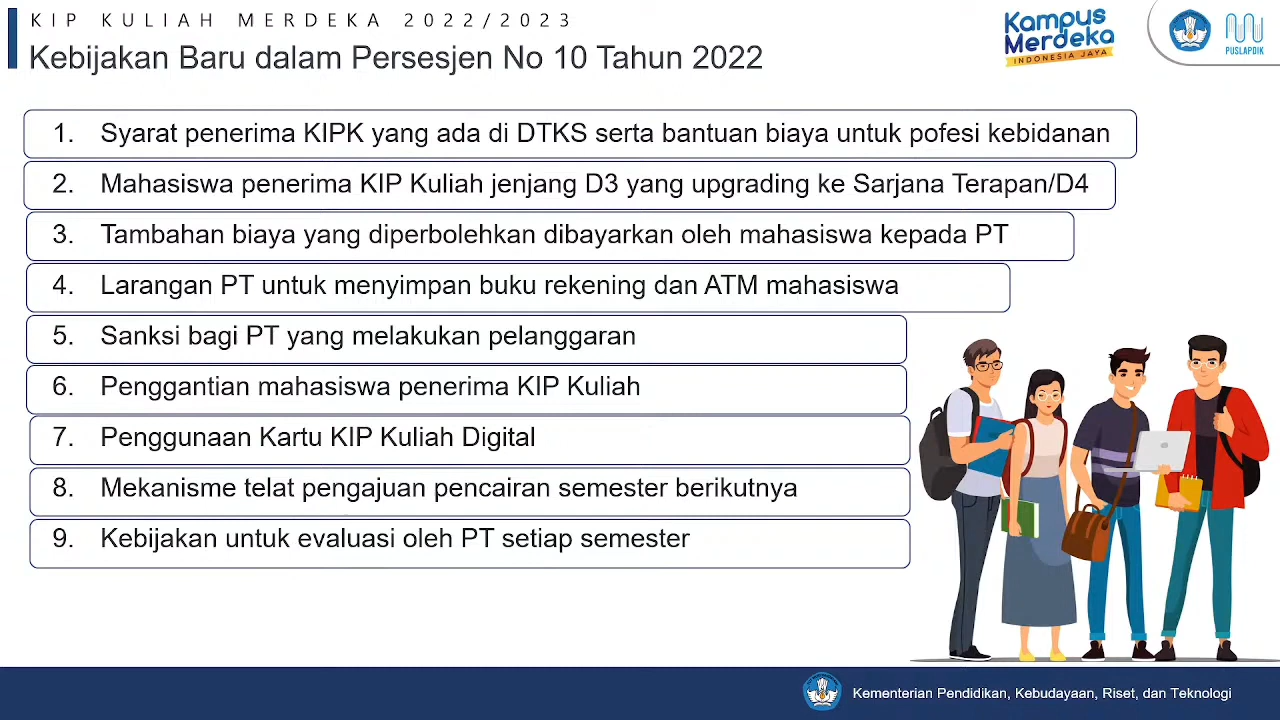 KIP KULIAH MERDEKA 2022/2023
Kebijakan Baru dalam Persesjen No 10 Tahun 2022
Kampus
Merdeka
INDONESIA JAYA
PUSLAPDIK
1. Syarat penerima KIPK yang ada di DTKS serta bantuan biaya untuk pofesi kebidanan
2. Mahasiswa penerima KIP Kuliah jenjang D3 yang upgrading ke Sarjana Terapan/D4
3. Tambahan biaya yang diperbolehkan dibayarkan oleh mahasiswa kepada PT
4. Larangan PT untuk menyimpan buku rekening dan ATM mahasiswa
5. Sanksi bagi PT yang melakukan pelanggaran
6. Penggantian mahasiswa penerima KIP Kuliah
7. Penggunaan Kartu KIP Kuliah Digital
8. Mekanisme telat pengajuan pencairan semester berikutnya
9. Kebijakan untuk evaluasi oleh PT setiap semester
Kementerian Pendidikan, Kebudayaan, Riset, dan Teknologi